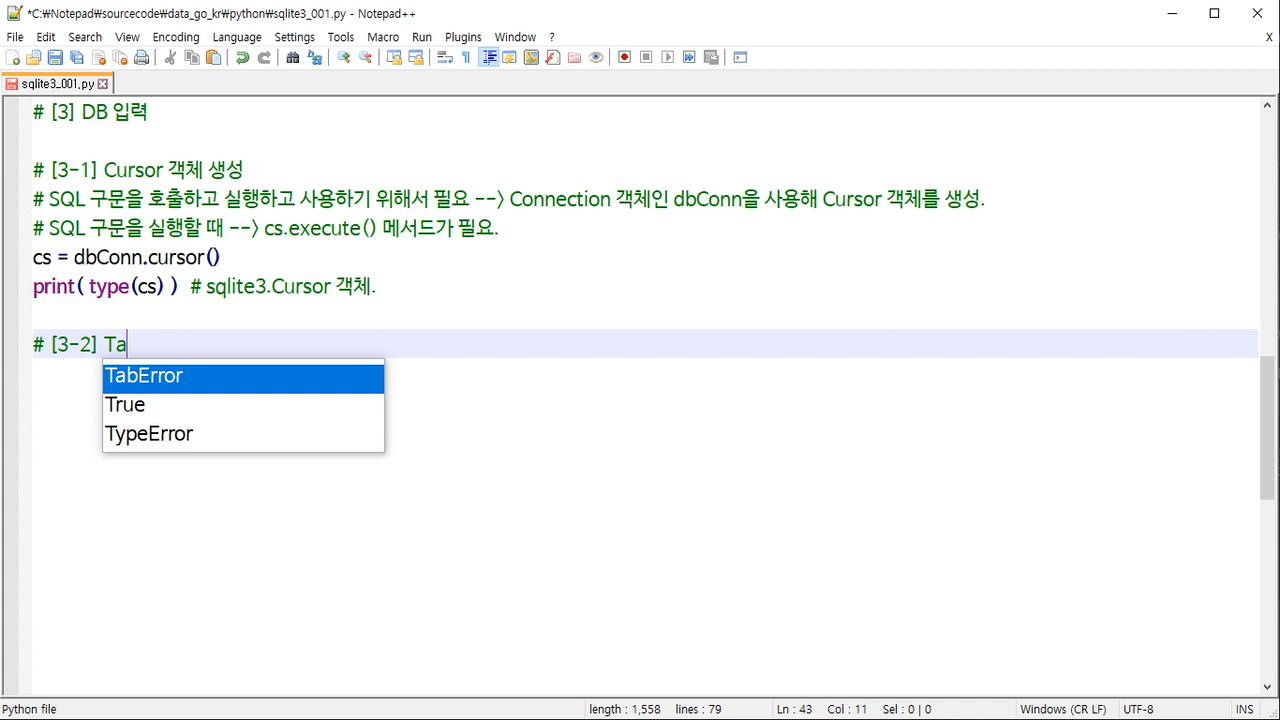 *C:₩Notepad₩sourcecode₩data_go_kr₩python₩sqlite3_001.py - Notepad++
File Edit Search View Encoding Language Settings Tools Macro Run Plugins Window ? X
sqlite3_001.py
# [3] DB 입력
# [3-1] Cursor 객체 생성
# SQL 구문을 호출하고 실행하고 사용하기 위해서 필요 --> Connection 객체인 dbConn을 사용해 Cursor 객체를 생성.
# SQL 구문을 실행할 때 --> cs.execute() 메서드가 필요.
cs = dbConn.cursor()
print( type(cs) ) # sqlite3.Cursor 객체.
# [3-2] Ta
TabError
True
TypeError
Python file length : 1,558 lines : 79 Ln : 43 Col : 11 Sel : 0 | 0 Windows (CR LF) UTF-8 INS